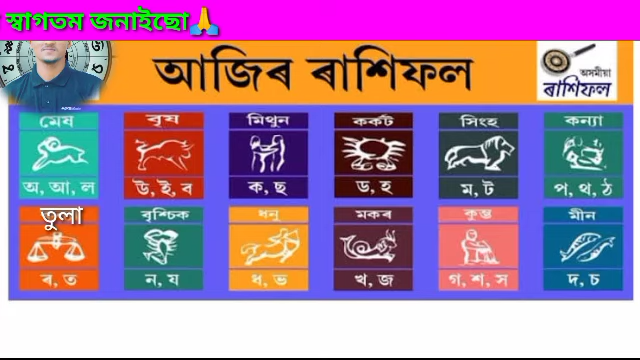 স্বাগতম জনাইছো🙏
আজিৰ ৰাশিফল
অসমীয়া
ৰাশিফল
মেষ বৃষ মিথুন কৰ্কট সিংহ কন্যা
অ, আ, ল উ, ই, ব ক, ছ ড, হ ম, ট প, থ, ঠ
তুলা বৃশ্চিক ধনু মকৰ কুম্ভ মীন
ৰ, ত ন, য ধ, ভ খ, জ গ, শ, স দ, চ